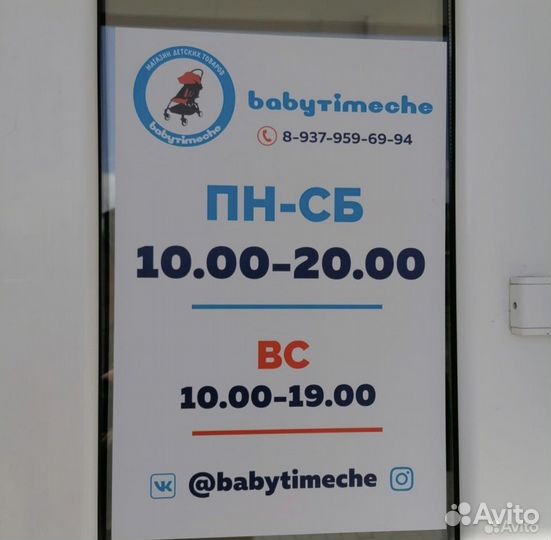 МАГАЗИН ДЕТСКИХ ТОВАРОВ
babytimeche
babytimeche
8-937-959-69-94
ПН-СБ
10.00-20.00
ВС
10.00-19.00
@babytimeche
Avito
Avito